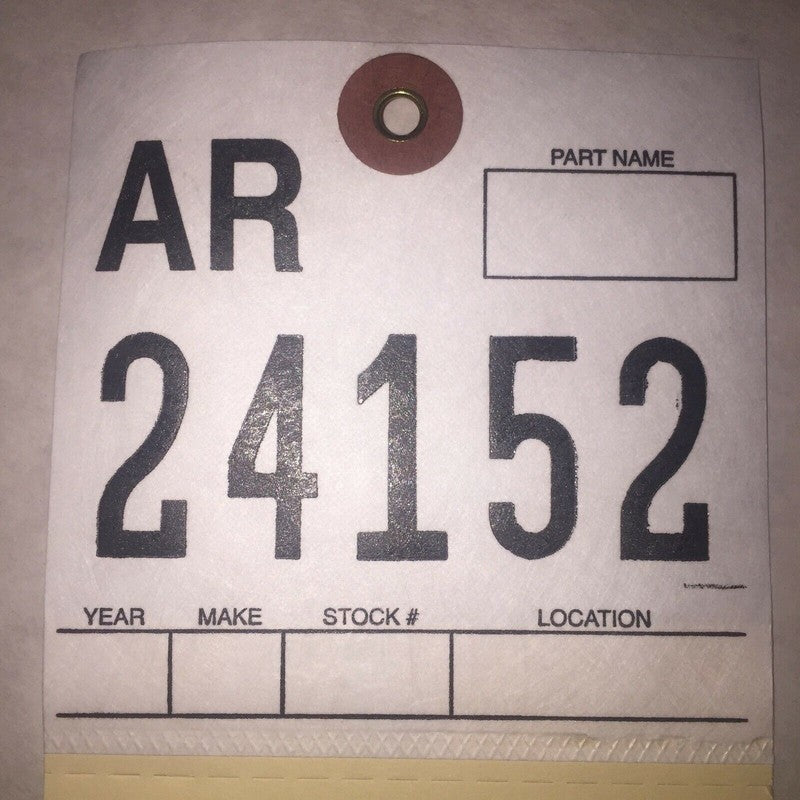 AR
PART NAME
24152
YEAR MAKE STOCK # LOCATION